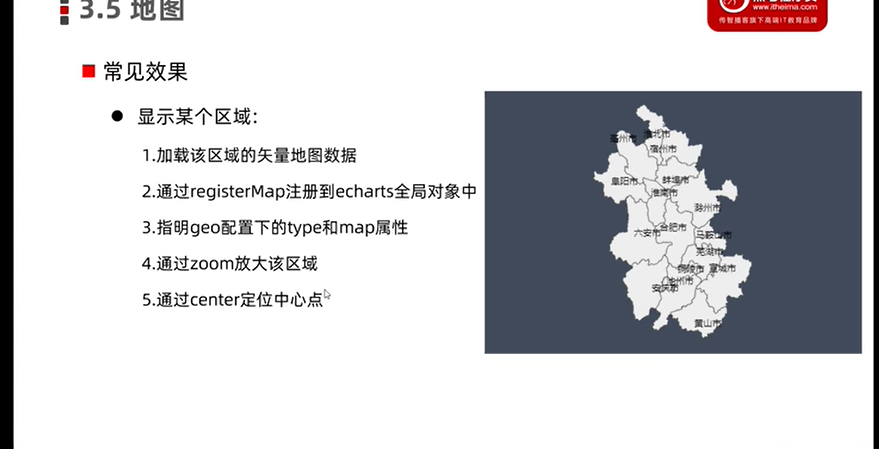 3.5 地图
www.itheima.com
传智播客旗下高端IT教育品牌
常见效果
显示某个区域:
1.加载该区域的矢量地图数据
2.通过registerMap注册到echarts全局对象中
3.指明geo配置下的type和map属性
4.通过zoom放大该区域
5.通过center定位中心点
亳州市
淮北市
宿州市
阜阳市
蚌埠市
淮南市
滁州市
六安市
合肥市
马鞍山市
芜湖市
铜陵市
宣城市
池州市
安庆市
黄山市